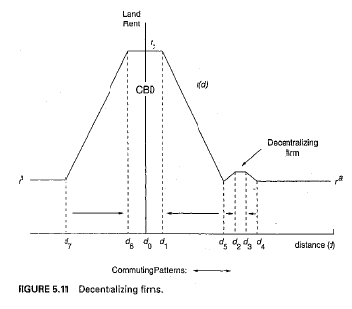 Land
Rent
r₁
CBD
r(d)
Decentralizing
firm
rᵃ
rᵃ
d₇ d₆ d₀ d₁ d₅ d₂ d₃ d₄ distance (t)
Commuting Patterns:
FIGURE 5.11 Decentralizing firms.